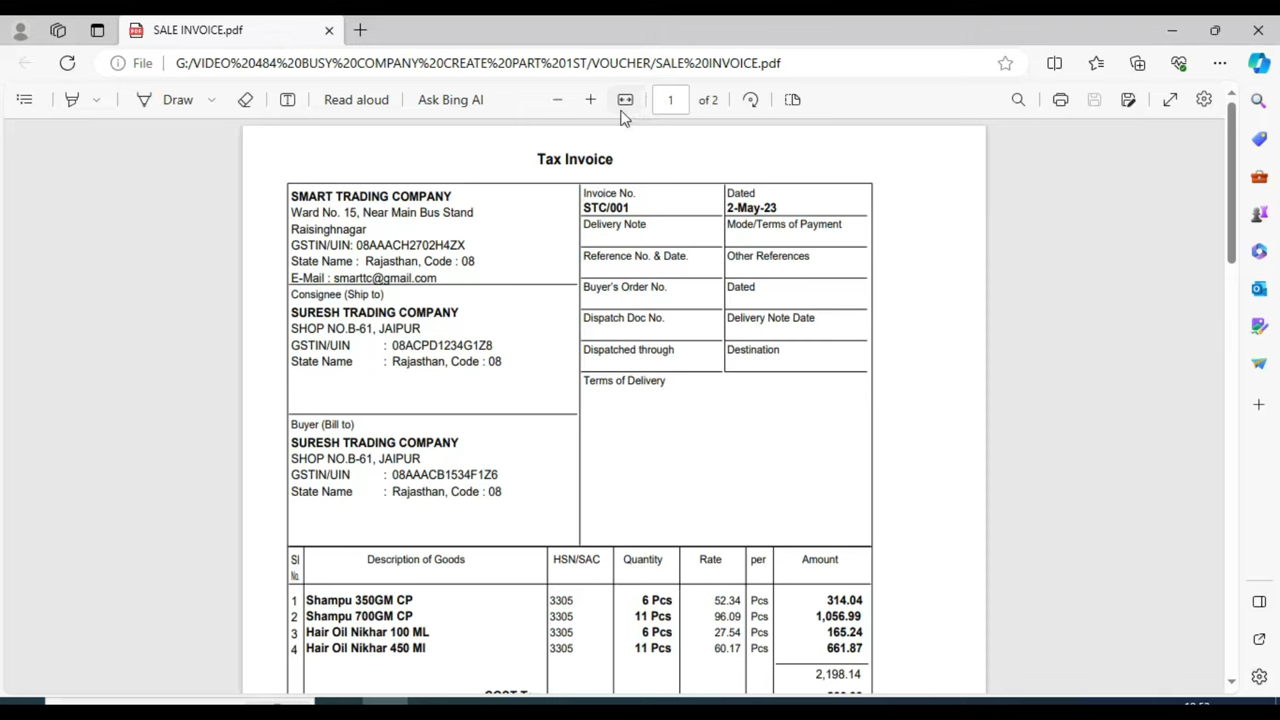 SALE INVOICE.pdf
File G:/VIDEO%20484%20BUSY%20COMPANY%20CREATE%20PART%201ST/VOUCHER/SALE%20INVOICE.pdf
Draw Read aloud Ask Bing AI 1 of 2
Tax Invoice
SMART TRADING COMPANY
Ward No. 15, Near Main Bus Stand
Raisinghnagar
GSTIN/UIN: 08AAACH2702H4ZX
State Name : Rajasthan, Code : 08
E-Mail : smarttc@gmail.com
Invoice No. Dated
STC/001 2-May-23
Delivery Note Mode/Terms of Payment
Reference No. & Date. Other References
Buyer's Order No. Dated
Dispatch Doc No. Delivery Note Date
Dispatched through Destination
Terms of Delivery
Consignee (Ship to)
SURESH TRADING COMPANY
SHOP NO.B-61, JAIPUR
GSTIN/UIN : 08ACPD1234G1Z8
State Name : Rajasthan, Code : 08
Buyer (Bill to)
SURESH TRADING COMPANY
SHOP NO.B-61, JAIPUR
GSTIN/UIN : 08AAACB1534F1Z6
State Name : Rajasthan, Code : 08
Sl No. Description of Goods HSN/SAC Quantity Rate per Amount
1 Shampu 350GM CP 3305 6 Pcs 52.34 Pcs 314.04
2 Shampu 700GM CP 3305 11 Pcs 96.09 Pcs 1,056.99
3 Hair Oil Nikhar 100 ML 3305 6 Pcs 27.54 Pcs 165.24
4 Hair Oil Nikhar 450 Ml 3305 11 Pcs 60.17 Pcs 661.87
2,198.14